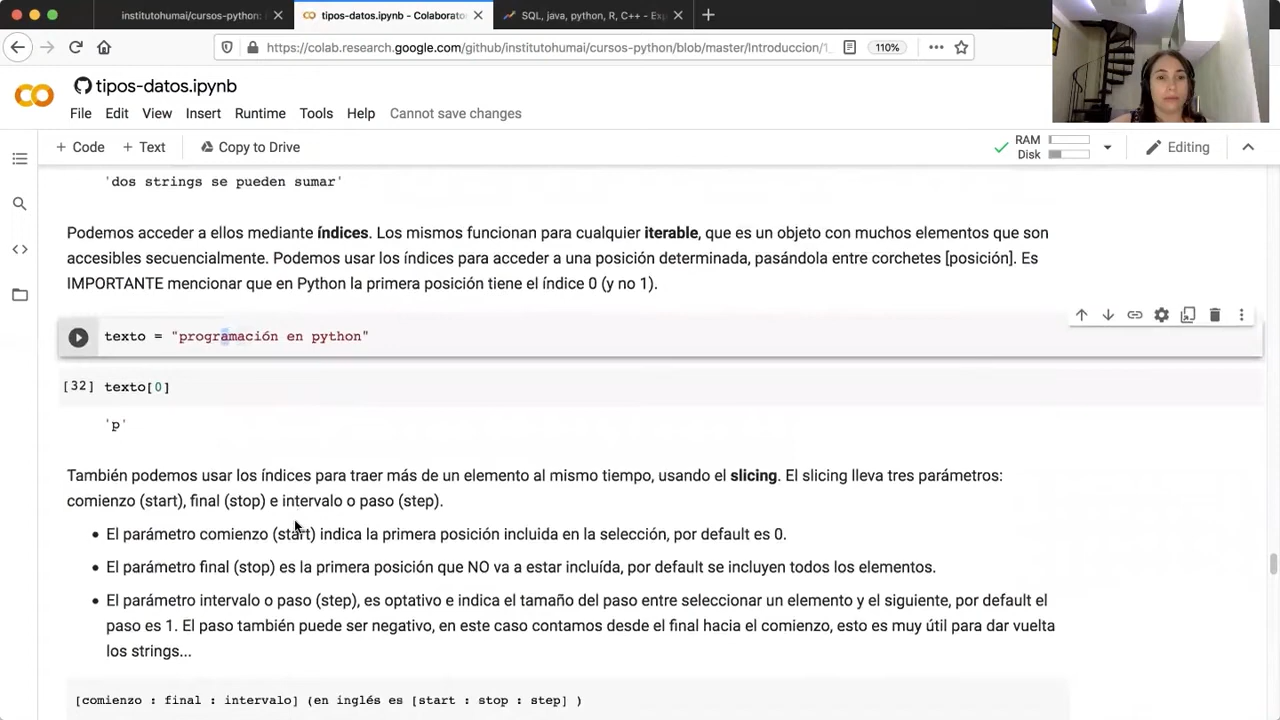 institutohumai/cursos-python:
tipos-datos.ipynb - Colaborato
SQL, java, python, R, C++ - Exp
https://colab.research.google.com/github/institutohumai/cursos-python/blob/master/Introduccion/1_
110%
tipos-datos.ipynb
File Edit View Insert Runtime Tools Help Cannot save changes
+ Code + Text Copy to Drive
RAM
Disk
Editing
'dos strings se pueden sumar'
Podemos acceder a ellos mediante índices. Los mismos funcionan para cualquier iterable, que es un objeto con muchos elementos que son
accesibles secuencialmente. Podemos usar los índices para acceder a una posición determinada, pasándola entre corchetes [posición]. Es
IMPORTANTE mencionar que en Python la primera posición tiene el índice 0 (y no 1).
texto = "programación en python"
[32] texto[0]
'p'
También podemos usar los índices para traer más de un elemento al mismo tiempo, usando el slicing. El slicing lleva tres parámetros:
comienzo (start), final (stop) e intervalo o paso (step).
• El parámetro comienzo (start) indica la primera posición incluida en la selección, por default es 0.
• El parámetro final (stop) es la primera posición que NO va a estar incluída, por default se incluyen todos los elementos.
• El parámetro intervalo o paso (step), es optativo e indica el tamaño del paso entre seleccionar un elemento y el siguiente, por default el
paso es 1. El paso también puede ser negativo, en este caso contamos desde el final hacia el comienzo, esto es muy útil para dar vuelta
los strings...
[comienzo : final : intervalo] (en inglés es [start : stop : step] )